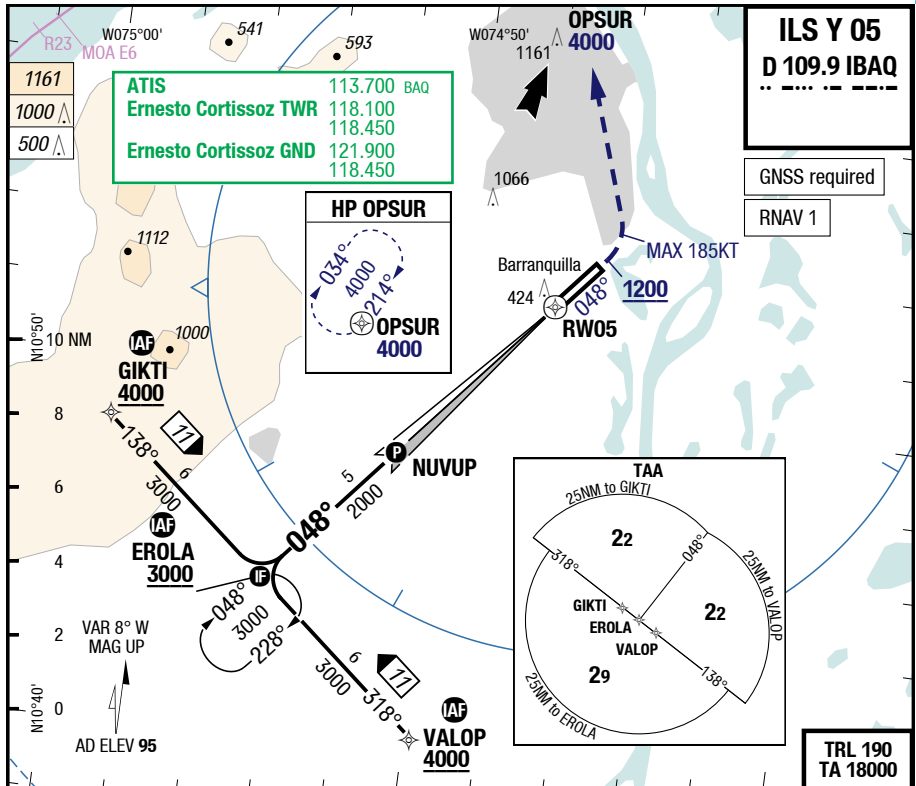 W075°00'
R23
MOA E6
541
593
W074°50'
OPSUR
4000
1161
ILS Y 05
D 109.9 IBAQ
1161
1000
500
ATIS 113.700 BAQ
Ernesto Cortissoz TWR 118.100
118.450
Ernesto Cortissoz GND 121.900
118.450
GNSS required
RNAV 1
1066
HP OPSUR
034°
4000
214°
OPSUR
4000
1112
MAX 185KT
Barranquilla
424
048°
1200
RW05
N10°50'
10 NM
1000
IAF
GIKTI
4000
8
138°
11
6
3000
P
NUVUP
5
2000
048°
6
IAF
EROLA
3000
4
IF
048°
3000
228°
2
6
3000
318°
11
IAF
VALOP
4000
VAR 8° W
MAG UP
0
N10°40'
AD ELEV 95
TAA
25NM to GIKTI
22
318°
048°
25NM to VALOP
22
GIKTI
EROLA
VALOP
29
138°
25NM to EROLA
TRL 190
TA 18000